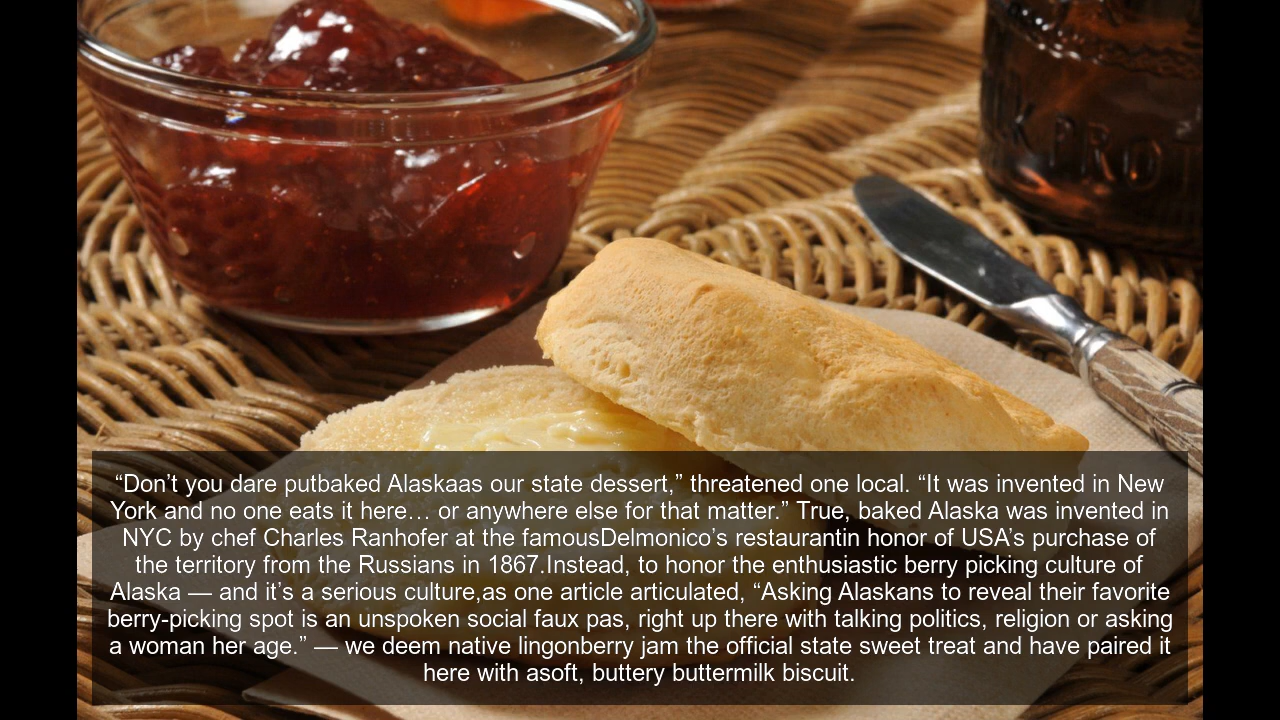 KPROT
“Don’t you dare putbaked Alaskaas our state dessert,” threatened one local. “It was invented in New
York and no one eats it here… or anywhere else for that matter.” True, baked Alaska was invented in
NYC by chef Charles Ranhofer at the famousDelmonico’s restaurantin honor of USA’s purchase of
the territory from the Russians in 1867.Instead, to honor the enthusiastic berry picking culture of
Alaska — and it’s a serious culture,as one article articulated, “Asking Alaskans to reveal their favorite
berry-picking spot is an unspoken social faux pas, right up there with talking politics, religion or asking
a woman her age.” — we deem native lingonberry jam the official state sweet treat and have paired it
here with asoft, buttery buttermilk biscuit.